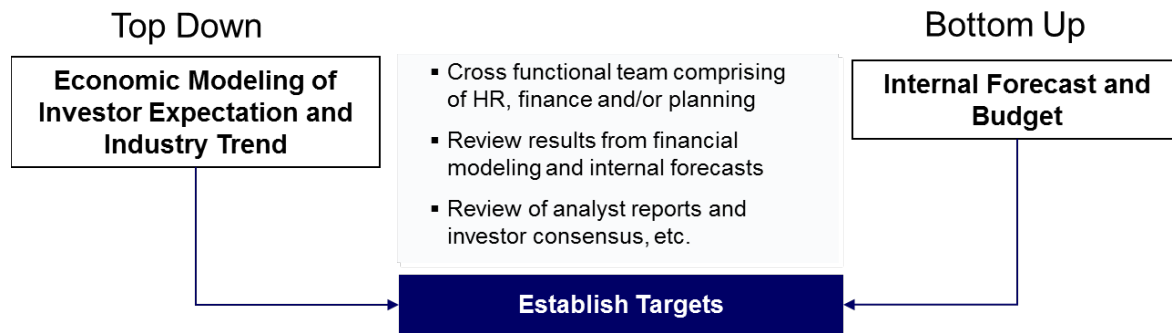 Top Down
Economic Modeling of
Investor Expectation and
Industry Trend
▪ Cross functional team comprising
of HR, finance and/or planning
▪ Review results from financial
modeling and internal forecasts
▪ Review of analyst reports and
investor consensus, etc.
Bottom Up
Internal Forecast and
Budget
Establish Targets